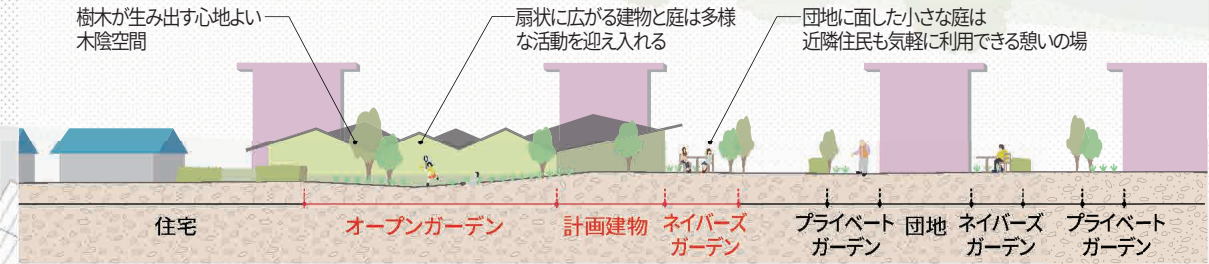 樹木が生み出す心地よい
木陰空間
扇状に広がる建物と庭は多様
な活動を迎え入れる
団地に面した小さな庭は
近隣住民も気軽に利用できる憩いの場
住宅
オープンガーデン
計画建物
ネイバーズ
ガーデン
プライベート
ガーデン
団地
ネイバーズ
ガーデン
プライベート
ガーデン